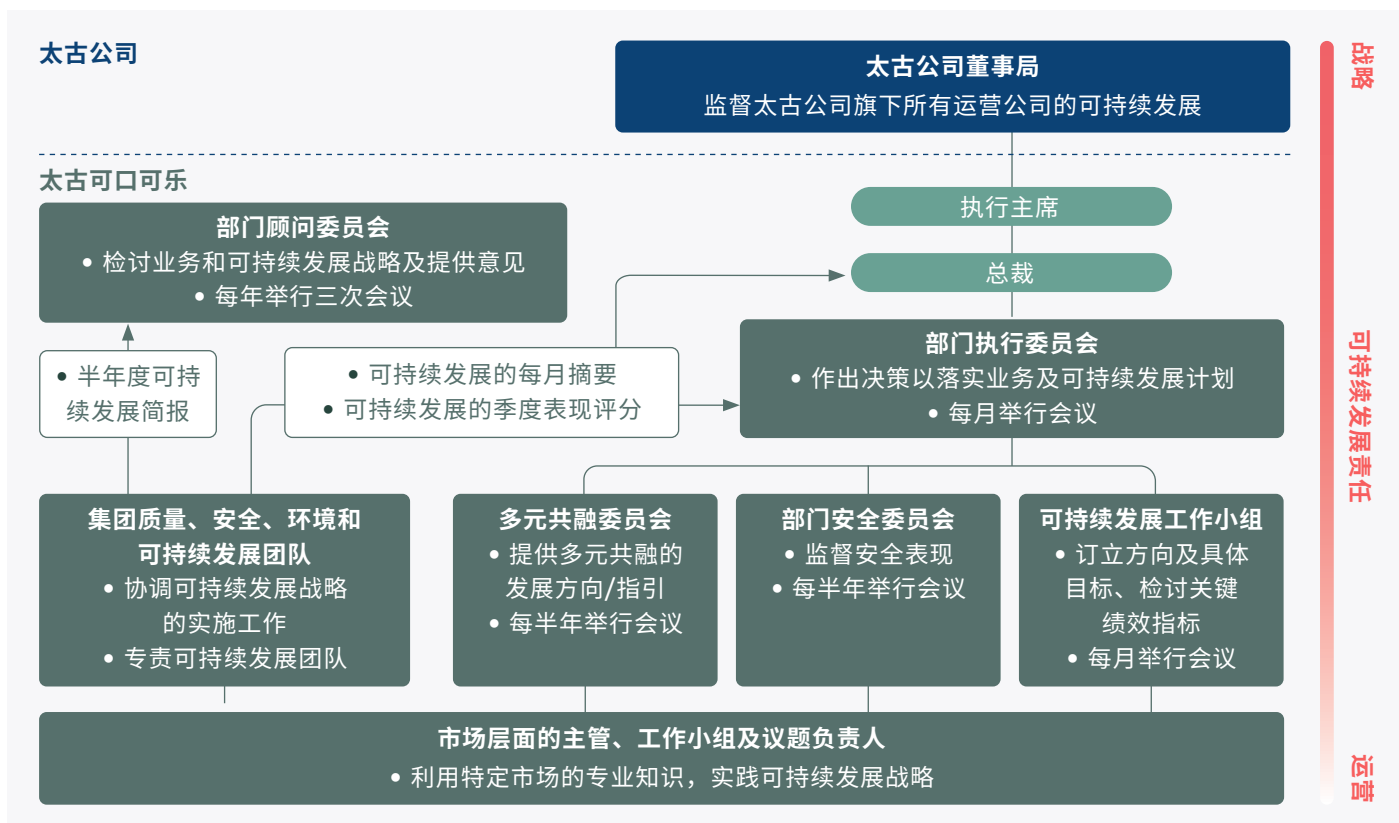 太古公司
太古公司董事局
监督太古公司旗下所有运营公司的可持续发展
太古可口可乐
执行主席
总裁
部门顾问委员会
• 检讨业务和可持续发展战略及提供意见
• 每年举行三次会议
部门执行委员会
• 作出决策以落实业务及可持续发展计划
• 每月举行会议
• 半年度可持
续发展简报
• 可持续发展的每月摘要
• 可持续发展的季度表现评分
集团质量、安全、环境和
可持续发展团队
• 协调可持续发展战略
的实施工作
• 专责可持续发展团队
多元共融委员会
• 提供多元共融的
发展方向/指引
• 每半年举行会议
部门安全委员会
• 监督安全表现
• 每半年举行会议
可持续发展工作小组
• 订立方向及具体
目标、检讨关键
绩效指标
• 每月举行会议
市场层面的主管、工作小组及议题负责人
• 利用特定市场的专业知识，实践可持续发展战略
战略
可持续发展责任
运营